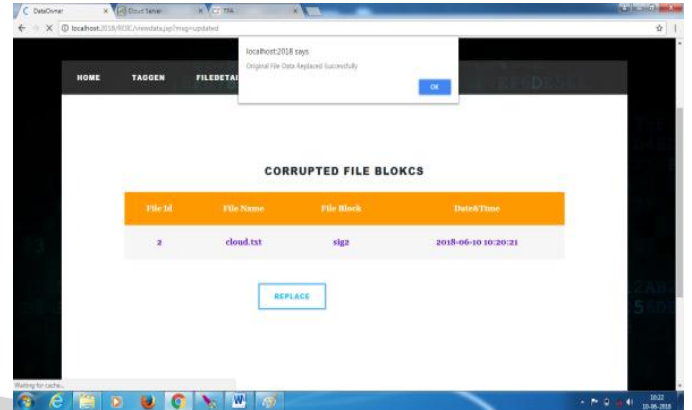 DataOwner
Cloud Server
TPA
localhost:2018/RDIC/viewdata.jsp?msg=updated
localhost:2018 says
Original File Data Replaced Successfully
OK
HOME TAGGEN FILEDETAI
CORRUPTED FILE BLOKCS
File Id File Name File Block Date&Time
2 cloud.txt sig2 2018-06-10 10:20:21
REPLACE
Waiting for cache...
10:22
10-06-2018